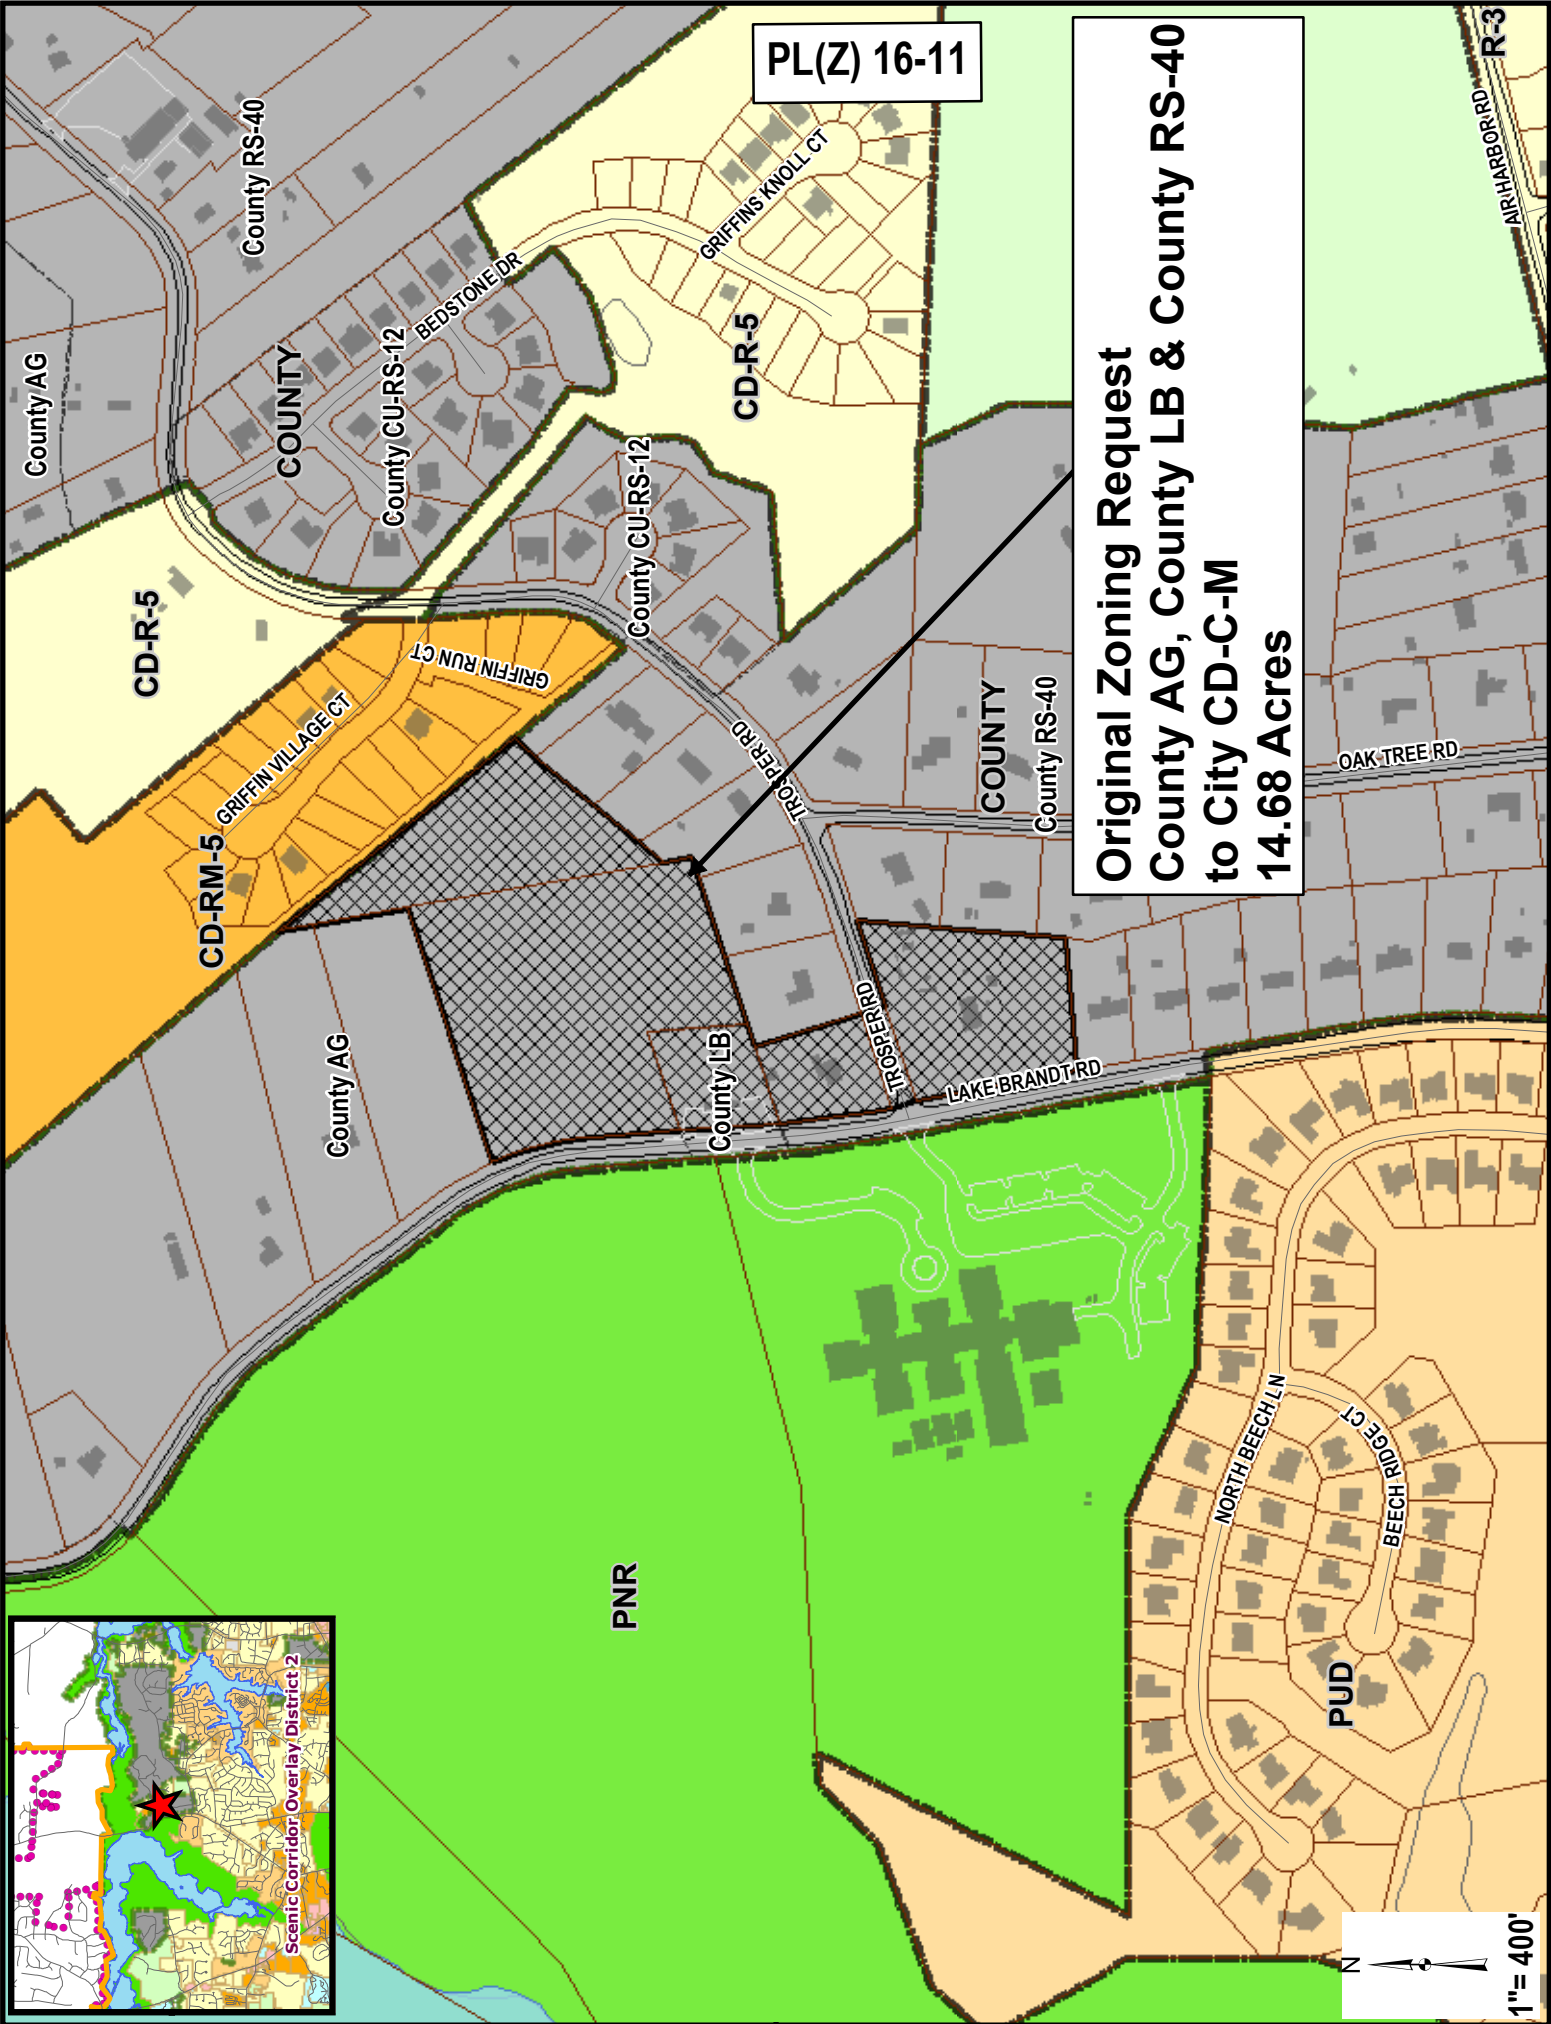 PL(Z) 16-11
Original Zoning Request
County AG, County LB & County RS-40
to City CD-C-M
14.68 Acres
County AG
County RS-40
COUNTY
County CU-RS-12
BEDSTONE DR
GRIFFINS KNOLL CT
CD-R-5
CD-R-5
County CU-RS-12
GRIFFIN RUN CT
GRIFFIN VILLAGE CT
CD-RM-5
TROSPER RD
COUNTY
County RS-40
OAK TREE RD
AIR HARBOR RD
R-3
County AG
County LB
TROSPER RD
LAKE BRANDT RD
PNR
NORTH BEECH LN
BEECH RIDGE CT
PUD
Scenic Corridor Overlay District 2
N
1"= 400'